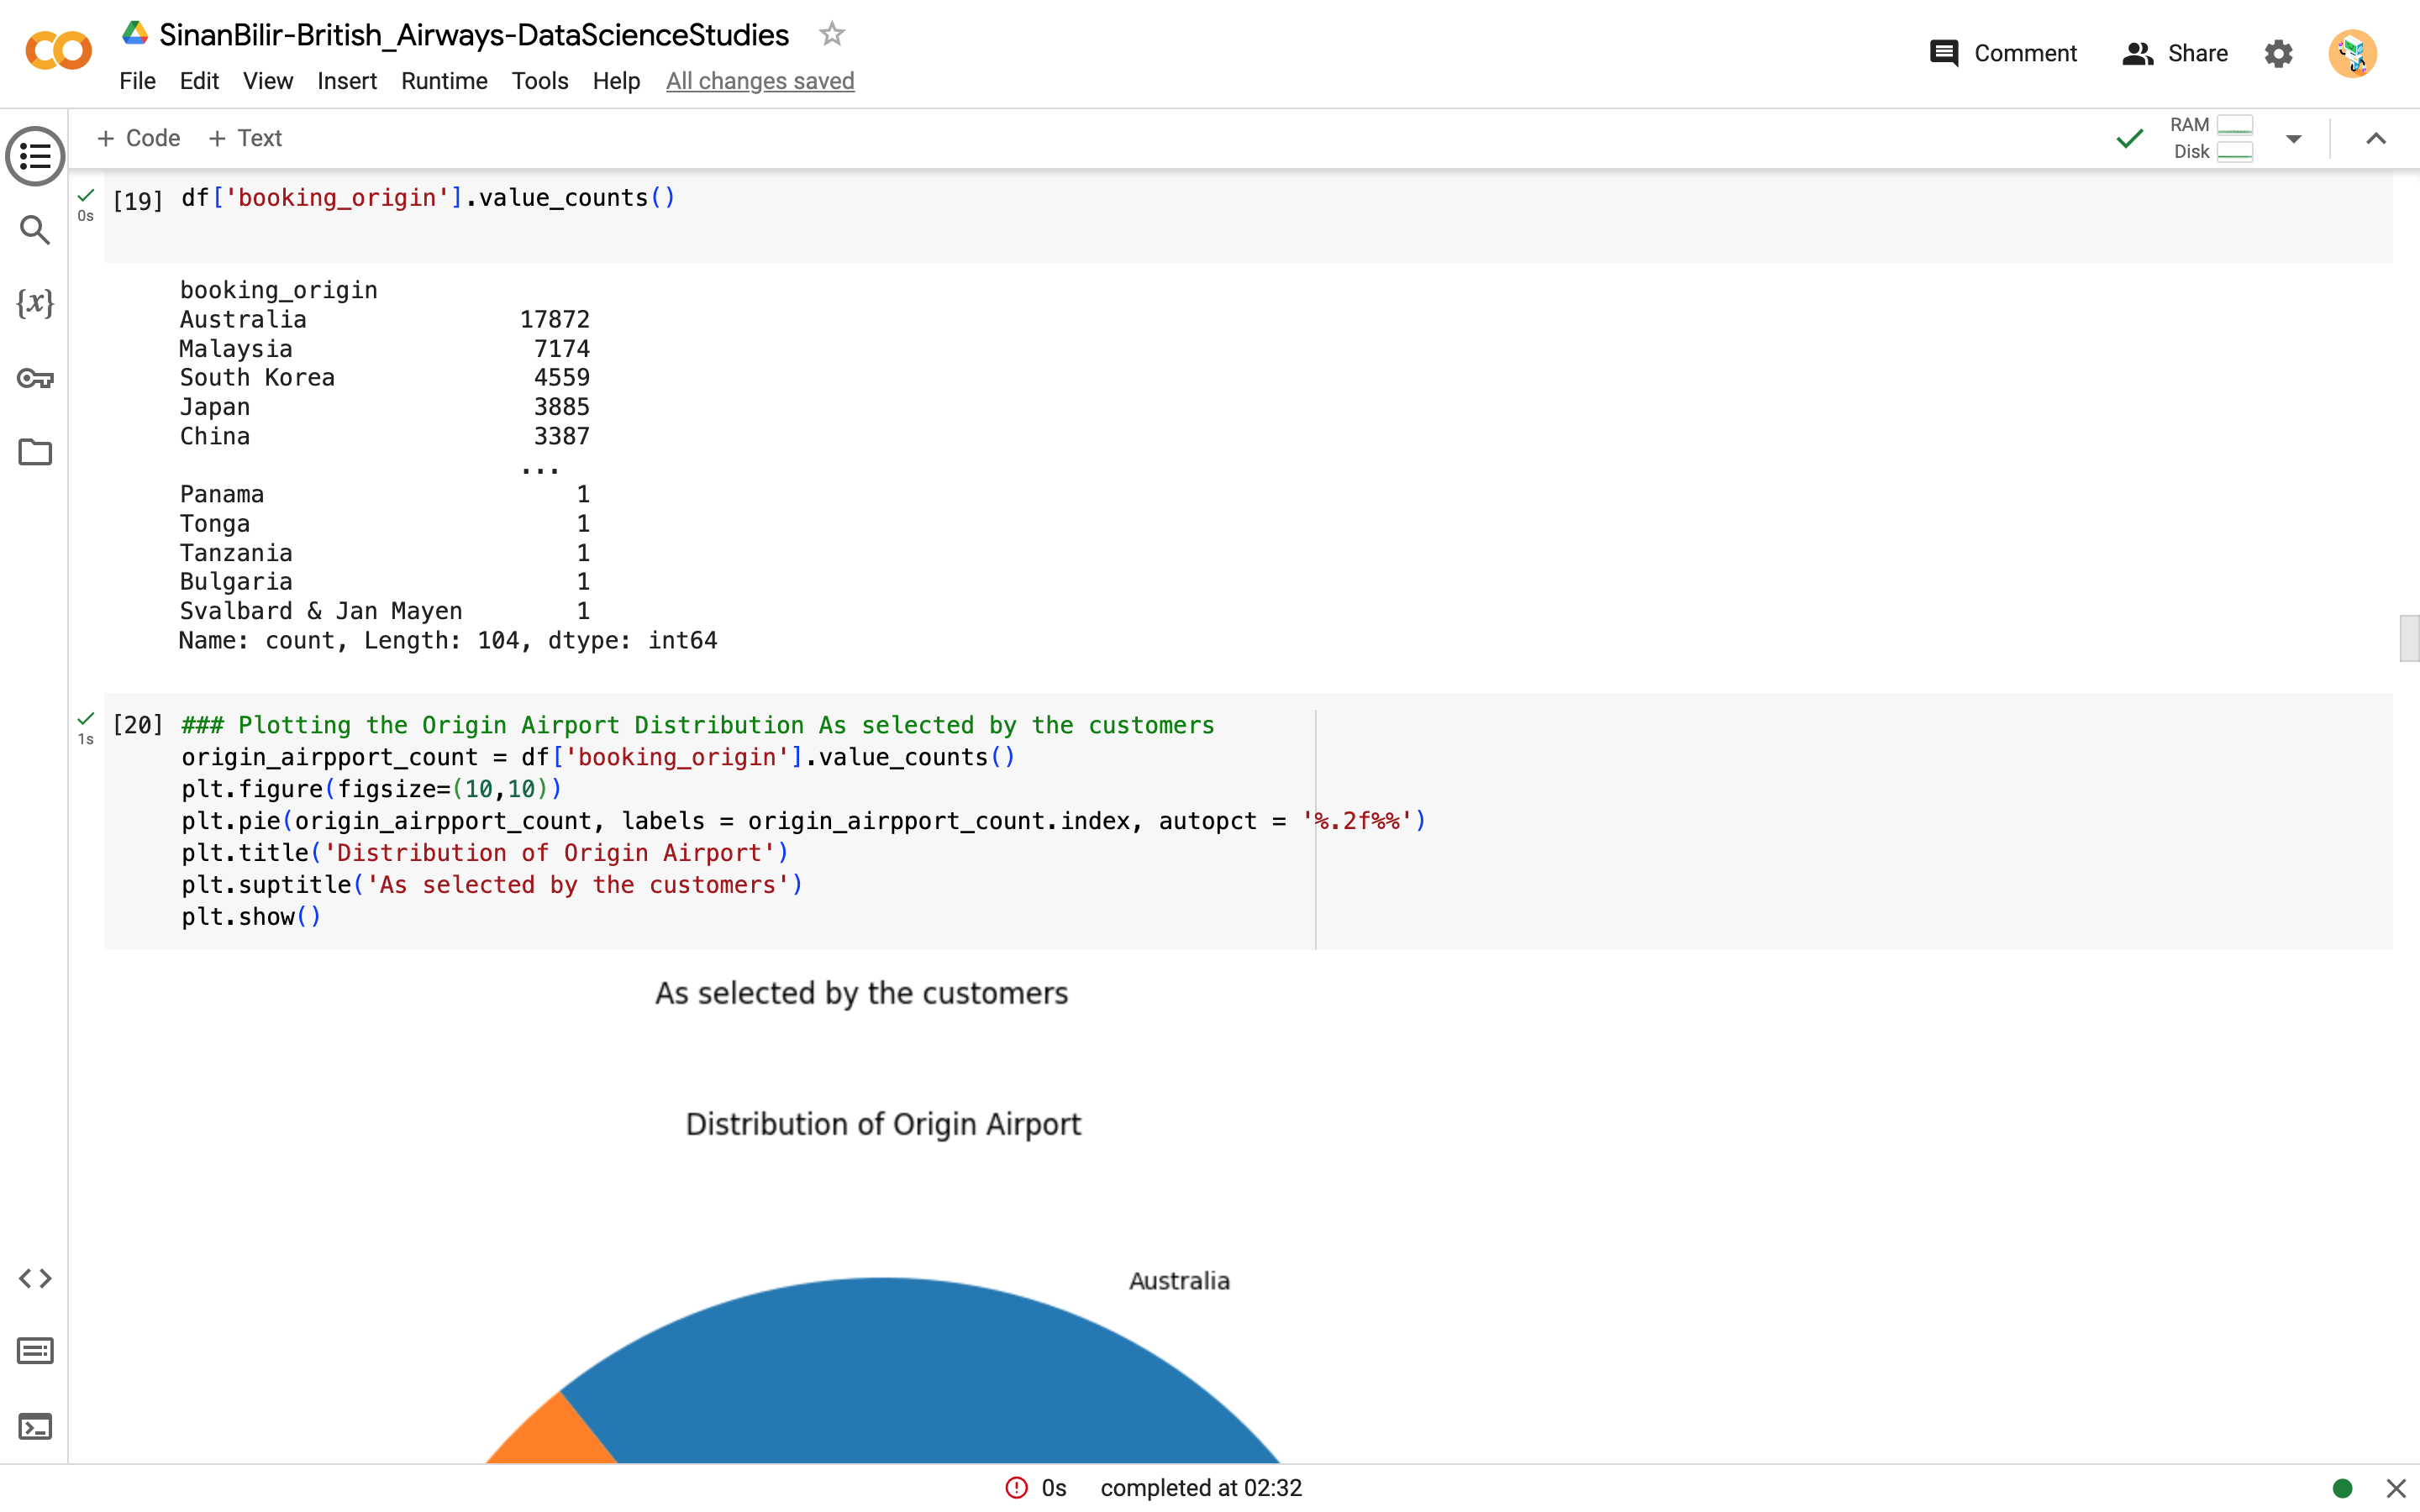 SinanBilir-British_Airways-DataScienceStudies
File Edit View Insert Runtime Tools Help All changes saved
Comment
Share
+ Code + Text
RAM
Disk
0s
[19] df['booking_origin'].value_counts()
booking_origin
Australia 17872
Malaysia 7174
South Korea 4559
Japan 3885
China 3387
...
Panama 1
Tonga 1
Tanzania 1
Bulgaria 1
Svalbard & Jan Mayen 1
Name: count, Length: 104, dtype: int64
1s
[20] ### Plotting the Origin Airport Distribution As selected by the customers
origin_airpport_count = df['booking_origin'].value_counts()
plt.figure(figsize=(10,10))
plt.pie(origin_airpport_count, labels = origin_airpport_count.index, autopct = '%.2f%%')
plt.title('Distribution of Origin Airport')
plt.suptitle('As selected by the customers')
plt.show()
As selected by the customers
Distribution of Origin Airport
Australia
0s completed at 02:32
{x}